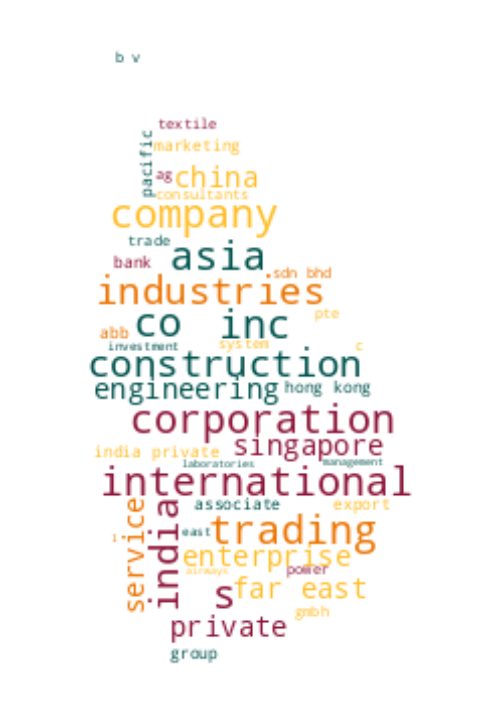 b v
textile
pacific
marketing
ag china
consultants
company
trade
asia
bank
sdn bhd
industries
pte
co inc
abb
investment system c
construction
engineering hong kong
corporation
india private singapore
laboratories management
international
service
india
associate export
east trading
i
enterprise
airways power
s far east
gmbh
private
group